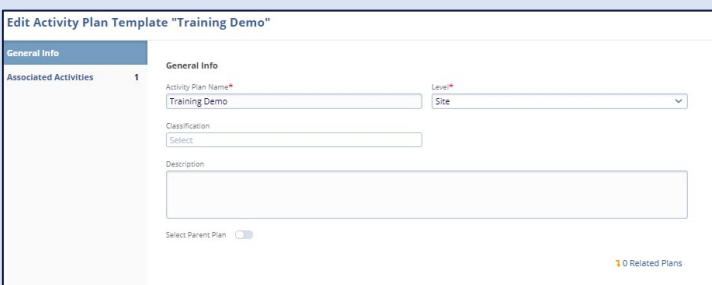 Edit Activity Plan Template "Training Demo"
General Info
Associated Activities 1
General Info
Activity Plan Name* Level*
Training Demo Site
Classification
Select
Description
Select Parent Plan
0 Related Plans